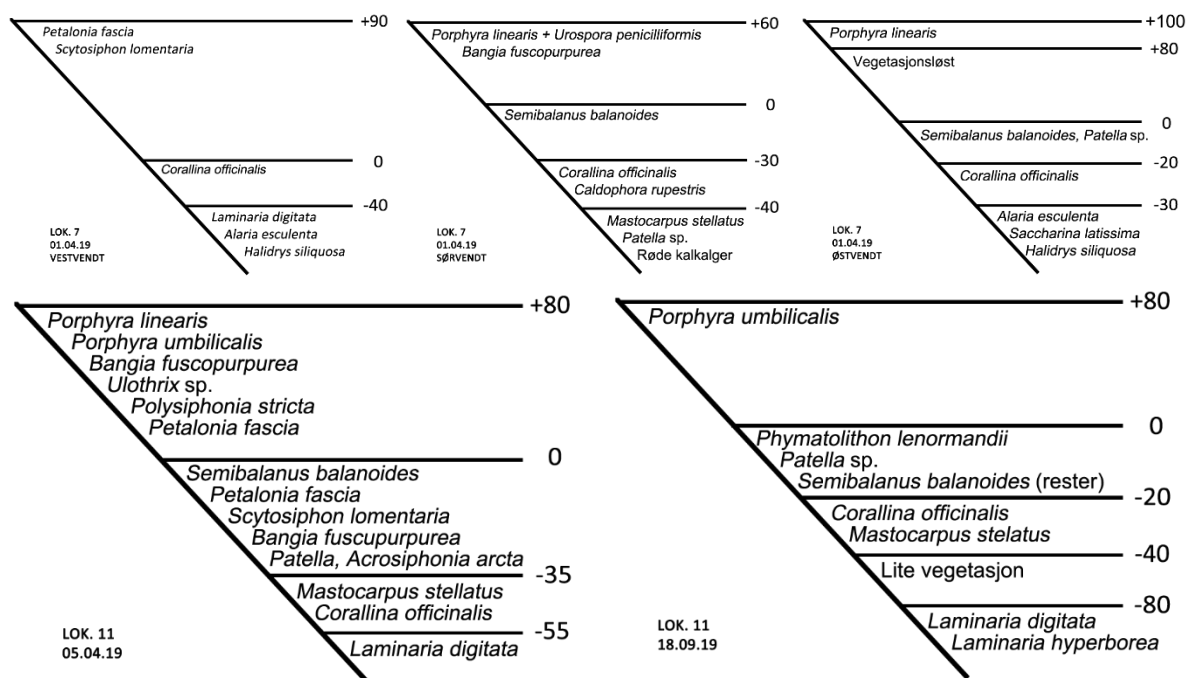 +90
Petalonia fascia
Scytosiphon lomentaria
0
Corallina officinalis
-40
Laminaria digitata
Alaria esculenta
Halidrys siliquosa
LOK. 7
01.04.19
VESTVENDT
+60
Porphyra linearis + Urospora penicilliformis
Bangia fuscopurpurea
0
Semibalanus balanoides
-30
Corallina officinalis
Caldophora rupestris
-40
Mastocarpus stellatus
Patella sp.
Røde kalkalger
LOK. 7
01.04.19
SØRVENDT
+100
Porphyra linearis
+80
Vegetasjonsløst
0
Semibalanus balanoides, Patella sp.
-20
Corallina officinalis
-30
Alaria esculenta
Saccharina latissima
Halidrys siliquosa
LOK. 7
01.04.19
ØSTVENDT
+80
Porphyra linearis
Porphyra umbilicalis
Bangia fuscopurpurea
Ulothrix sp.
Polysiphonia stricta
Petalonia fascia
0
Semibalanus balanoides
Petalonia fascia
Scytosiphon lomentaria
Bangia fuscupurpurea
Patella, Acrosiphonia arcta
-35
Mastocarpus stellatus
Corallina officinalis
-55
Laminaria digitata
LOK. 11
05.04.19
+80
Porphyra umbilicalis
0
Phymatolithon lenormandii
Patella sp.
Semibalanus balanoides (rester)
-20
Corallina officinalis
Mastocarpus stelatus
-40
Lite vegetasjon
-80
Laminaria digitata
Laminaria hyperborea
LOK. 11
18.09.19